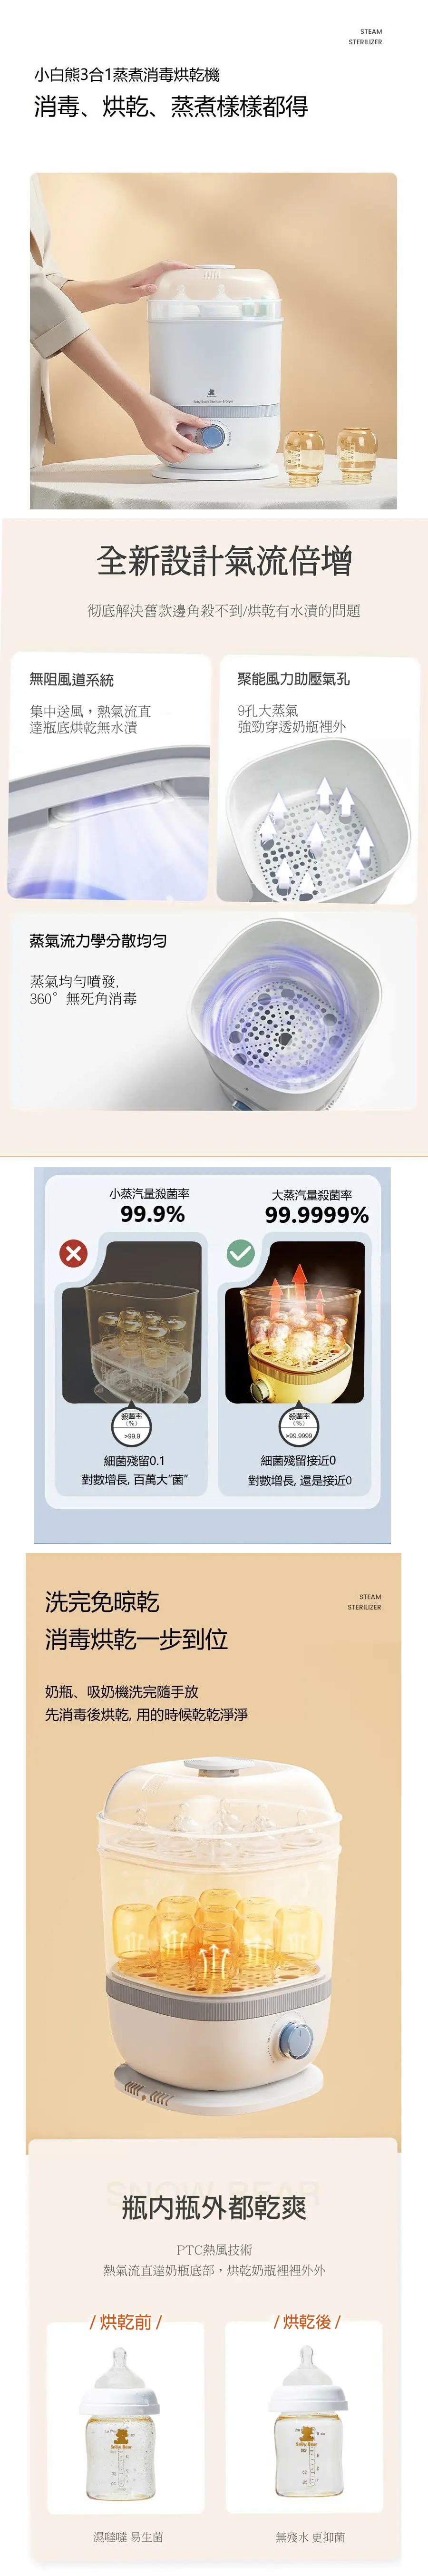 STEAM
STERILIZER
小白熊3合1蒸煮消毒烘乾機
消毒、烘乾、蒸煮樣樣都得
全新設計氣流倍增
彻底解決舊款邊角殺不到/烘乾有水漬的問題
無阻風道系統
集中送風，熱氣流直
達瓶底烘乾無水漬
聚能風力助壓氣孔
9孔大蒸氣
強勁穿透奶瓶裡外
蒸氣流力學分散均勻
蒸氣均勻噴發,
360°無死角消毒
小蒸汽量殺菌率
99.9%
大蒸汽量殺菌率
99.9999%
殺菌率
(%)
>99.9
殺菌率
(%)
>99.9999
細菌殘留0.1
對數增長, 百萬大"菌"
細菌殘留接近0
對數增長, 還是接近0
洗完免晾乾
消毒烘乾一步到位
STEAM
STERILIZER
奶瓶、吸奶機洗完隨手放
先消毒後烘乾, 用的時候乾乾淨淨
SNOW BEAR
瓶內瓶外都乾爽
PTC熱風技術
熱氣流直達奶瓶底部，烘乾奶瓶裡裡外外
/ 烘乾前 /
/ 烘乾後 /
Snow Bear
Snow Bear
濕噠噠 易生菌
無殘水 更抑菌